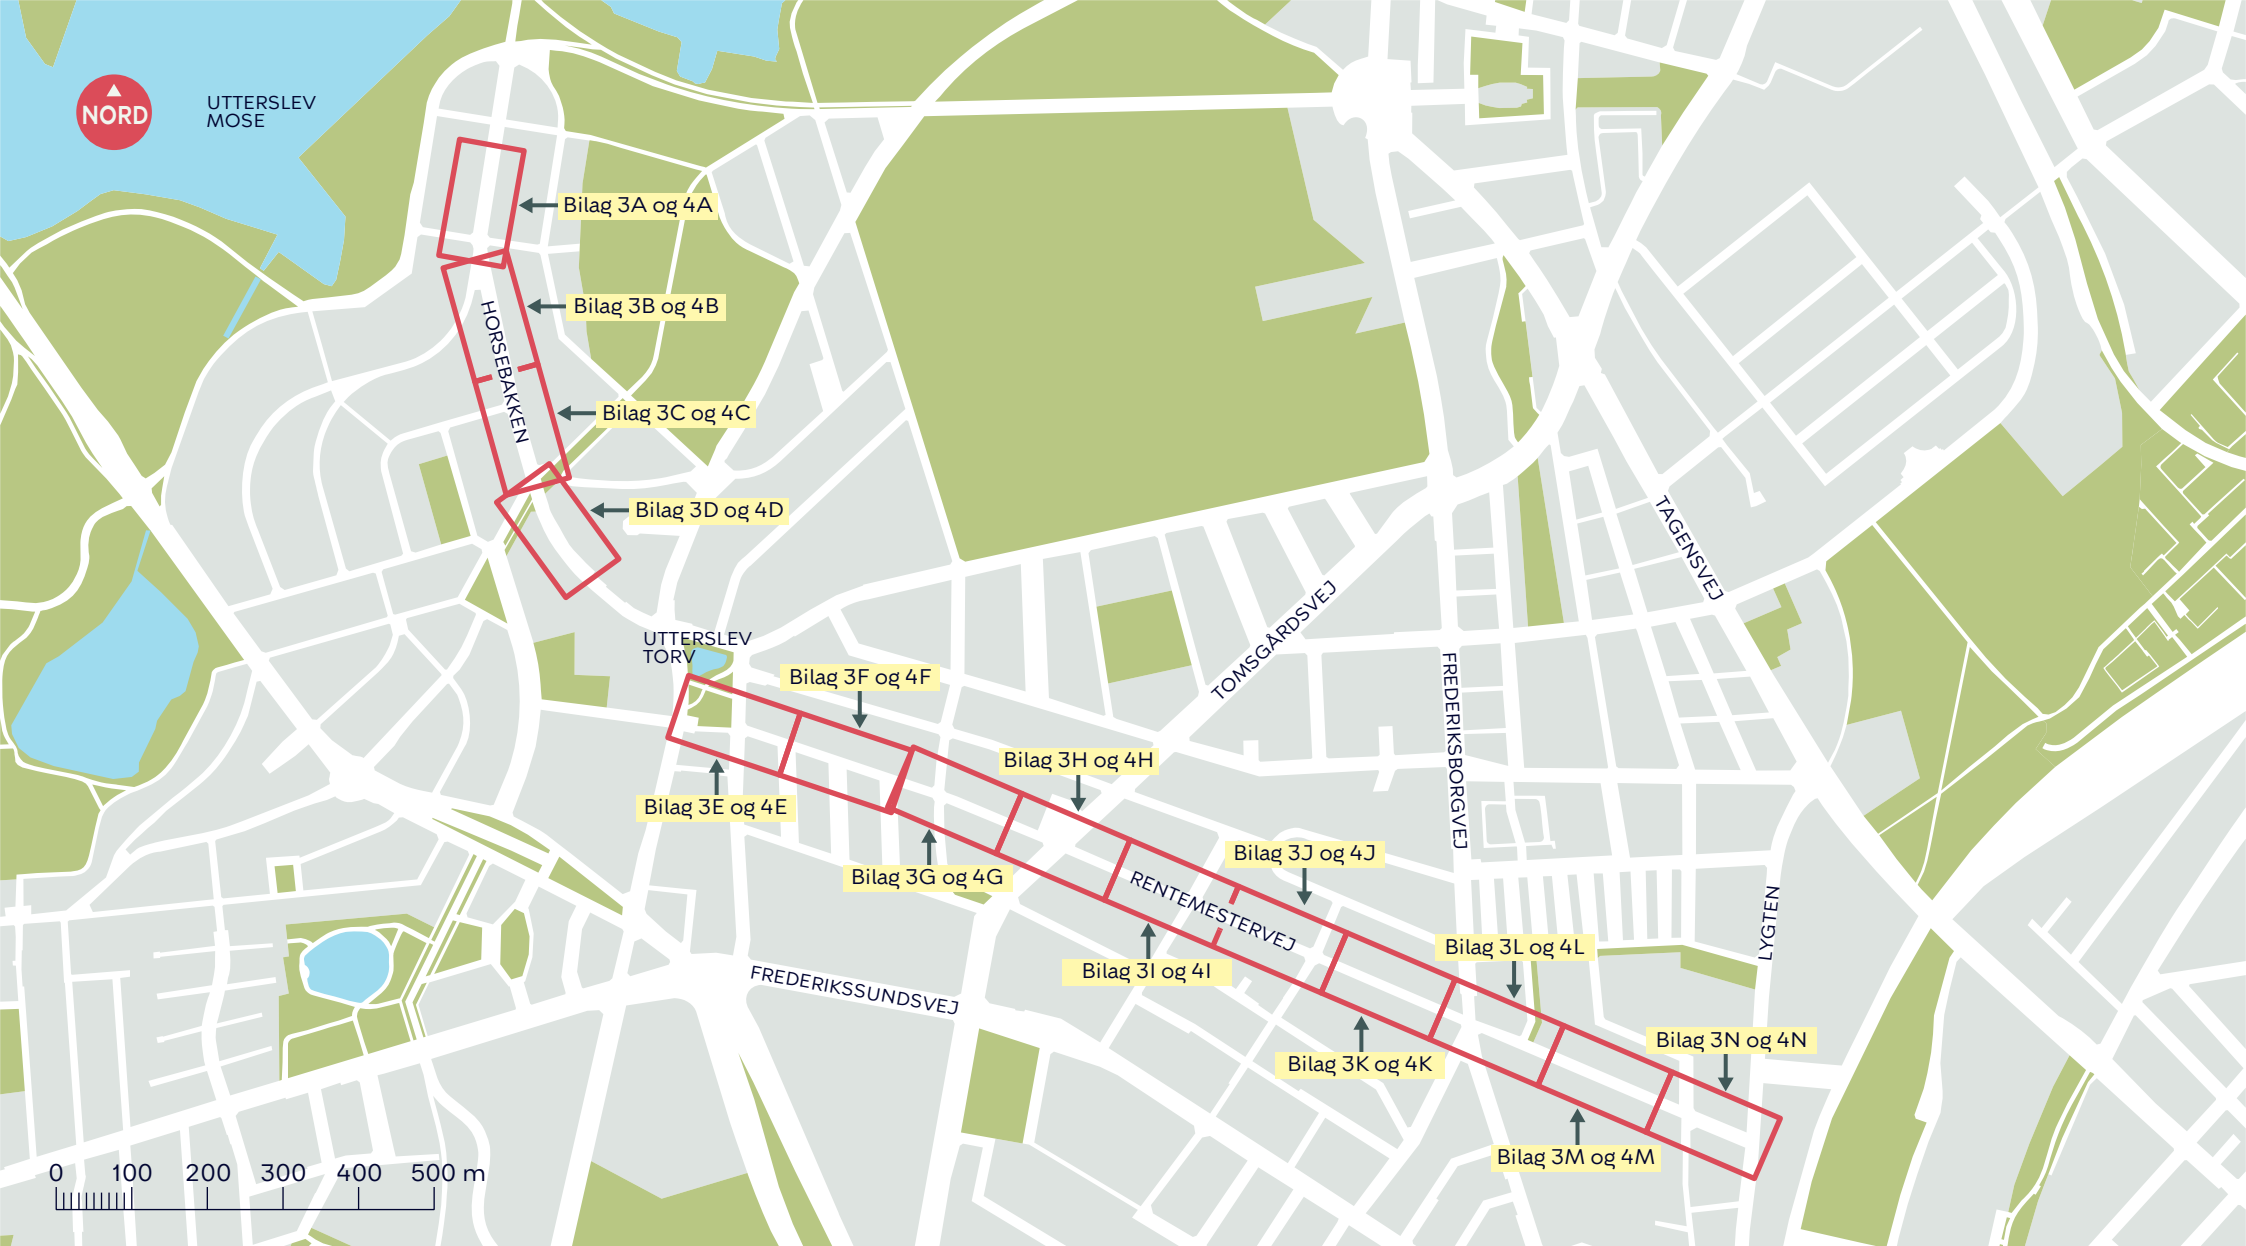 NORD
UTTERSLEV
MOSE
Bilag 3A og 4A
Bilag 3B og 4B
HORSEBAKKEN
Bilag 3C og 4C
Bilag 3D og 4D
TAGENSVEJ
TOMSGÅRDSVEJ
UTTERSLEV
TORV
Bilag 3F og 4F
FREDERIKSBORGVEJ
Bilag 3H og 4H
Bilag 3E og 4E
Bilag 3J og 4J
Bilag 3G og 4G
RENTEMESTERVEJ
LYGTEN
Bilag 3L og 4L
Bilag 3I og 4I
FREDERIKSSUNDSVEJ
Bilag 3N og 4N
Bilag 3K og 4K
Bilag 3M og 4M
0 100 200 300 400 500 m